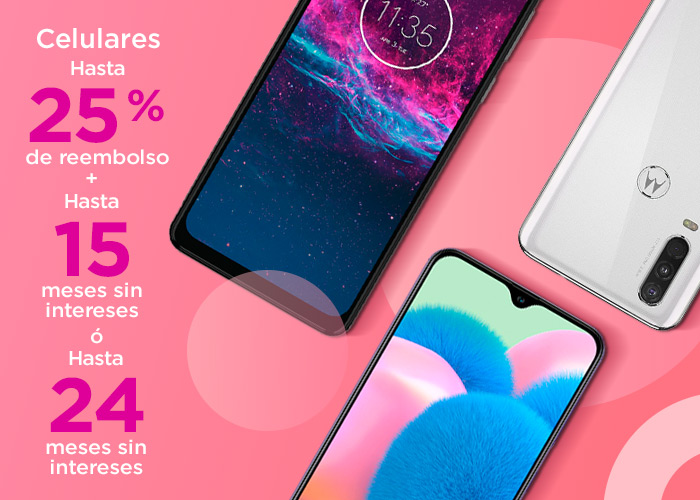 Celulares
Hasta
25%
de reembolso
+
Hasta
15
meses sin
intereses
ó
Hasta
24
meses sin
intereses
11:35